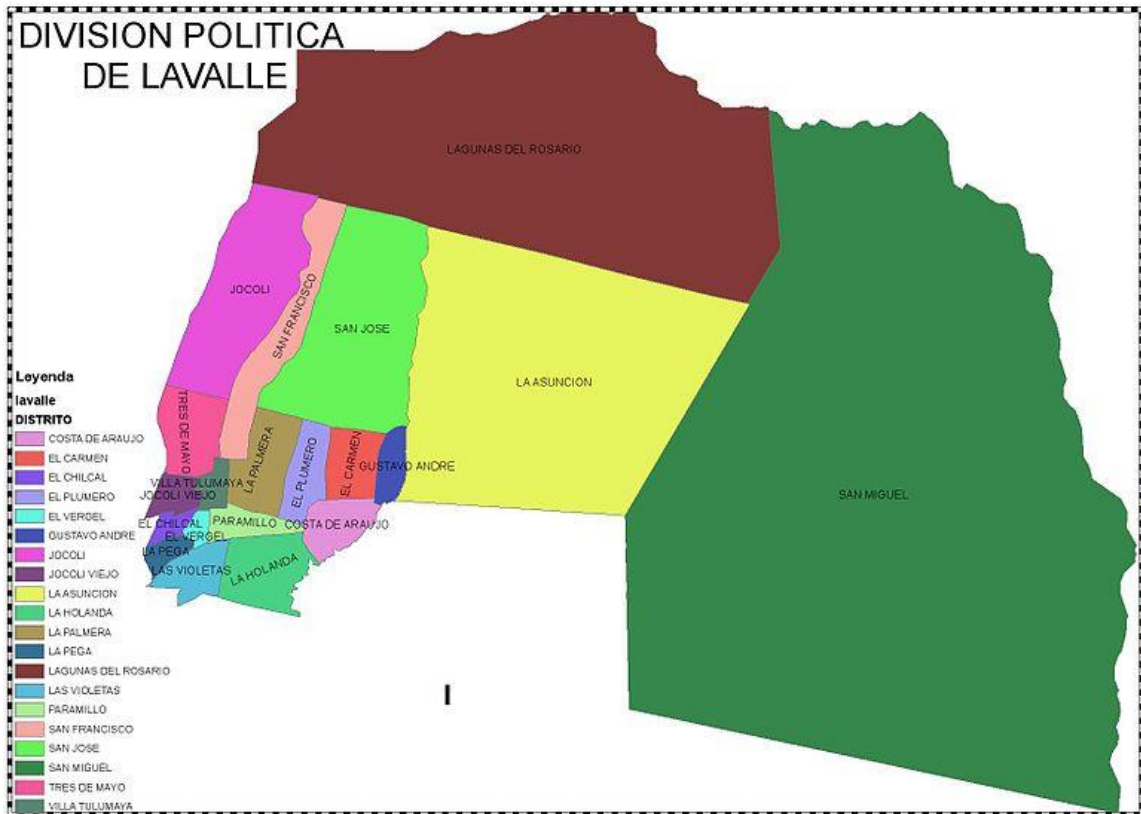 DIVISION POLITICA
DE LAVALLE
LAGUNAS DEL ROSARIO
JOCOLI
SAN FRANCISCO
SAN JOSE
LA ASUNCION
SAN MIGUEL
TRES DE MAYO
LA PALMERA
EL PLUMERO
EL CARMEN
GUSTAVO ANDRE
VILLA TULUMAYA
JOCOLI VIEJO
EL CHILCAL
PARAMILLO
COSTA DE ARAUJO
EL VERGEL
LA PEGA
LAS VIOLETAS
LA HOLANDA
I
Leyenda
lavalle
DISTRITO
COSTA DE ARAUJO
EL CARMEN
EL CHILCAL
EL PLUMERO
EL VERGEL
GUSTAVO ANDRE
JOCOLI
JOCOLI VIEJO
LA ASUNCION
LA HOLANDA
LA PALMERA
LA PEGA
LAGUNAS DEL ROSARIO
LAS VIOLETAS
PARAMILLO
SAN FRANCISCO
SAN JOSE
SAN MIGUEL
TRES DE MAYO
VILLA TULUMAYA